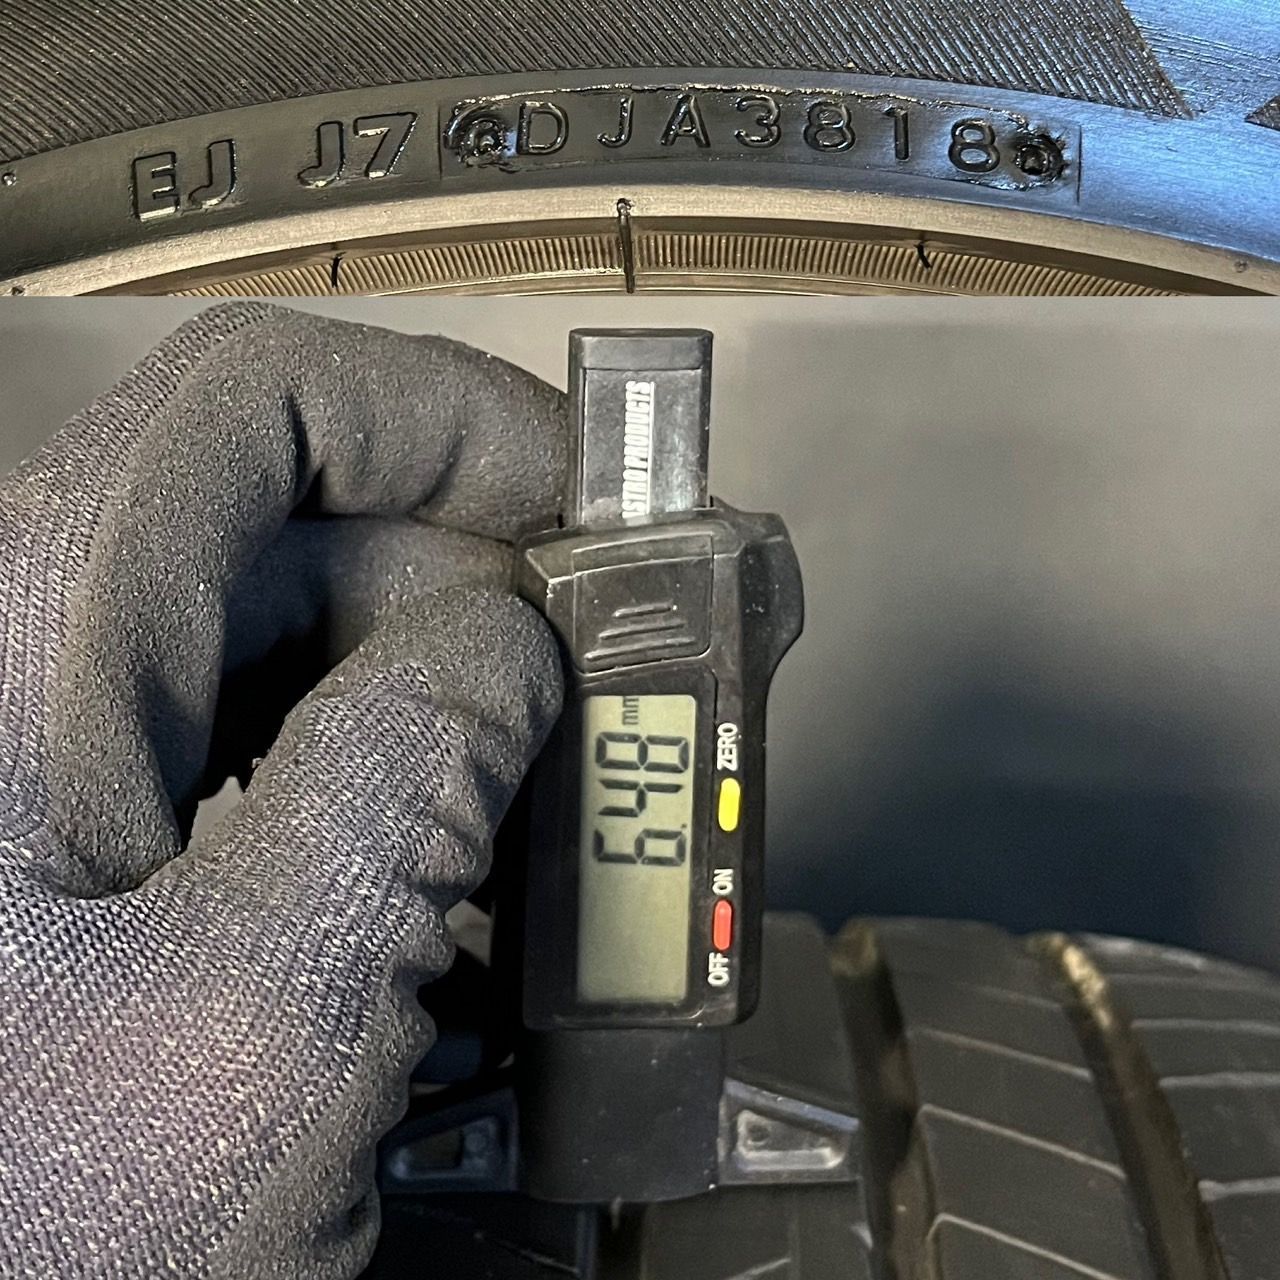 EJ J7 DJA3818
ASTRO PRODUCTS
6.48 mm
ZERO
OFF ON